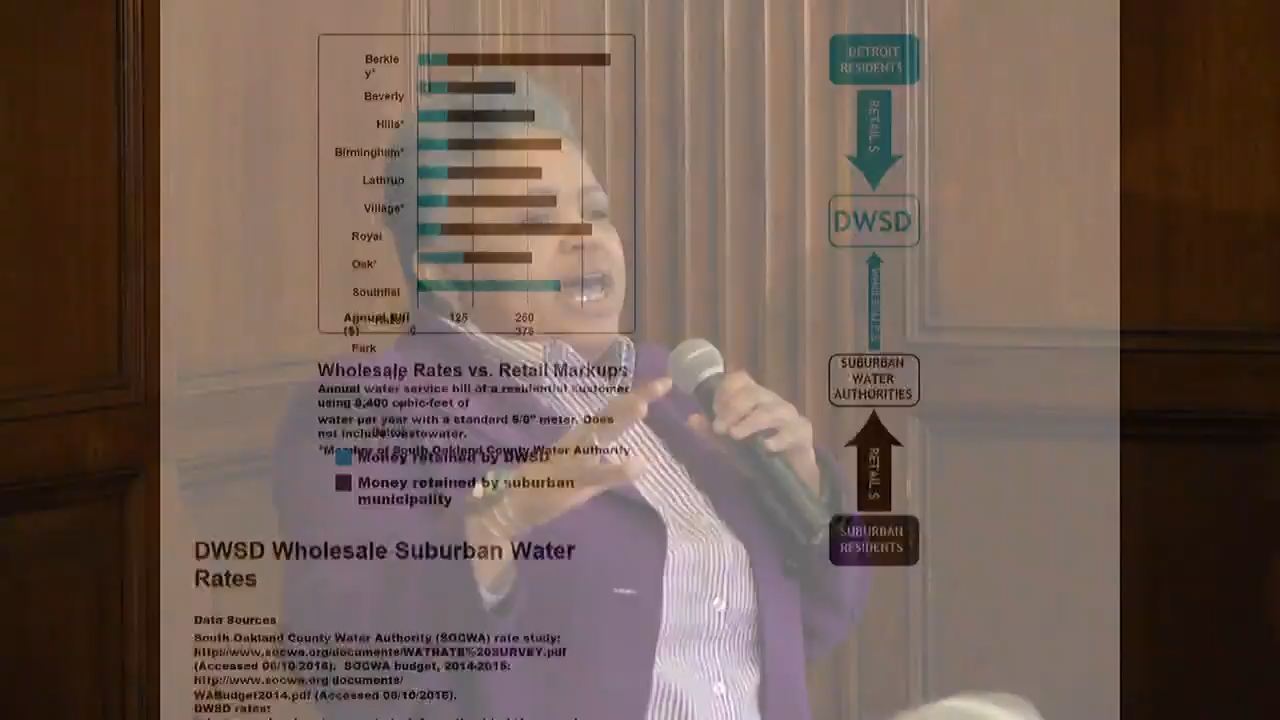 Berkle
y*
Beverly
Hills*
Birmingham*
Lathrup
Village*
Royal
Oak*
Southfiel
Park
Annual Bill
($)
0
125
250
375
Wholesale Rates vs. Retail Markups
Annual water service bill of a residential customer
using 8,400 cubic-feet of
water per year with a standard 5/8" meter. Does
not include wastewater.
*Member of South Oakland County Water Authority
Money retained by DWSD
Money retained by suburban
municipality
DWSD Wholesale Suburban Water
Rates
Data Sources
South Oakland County Water Authority (SOCWA) rate study:
http://www.socwa.org/documents/WATRATE%20SURVEY.pdf
(Accessed 06/10/2016). SOCWA budget, 2014-2015:
http://www.socwa.org/documents/
WABudget2014.pdf (Accessed 06/10/2016).
DWSD rates:
DETROIT
RESIDENTS
RETAIL $
DWSD
SUBURBAN
WATER
AUTHORITIES
RETAIL $
SUBURBAN
RESIDENTS